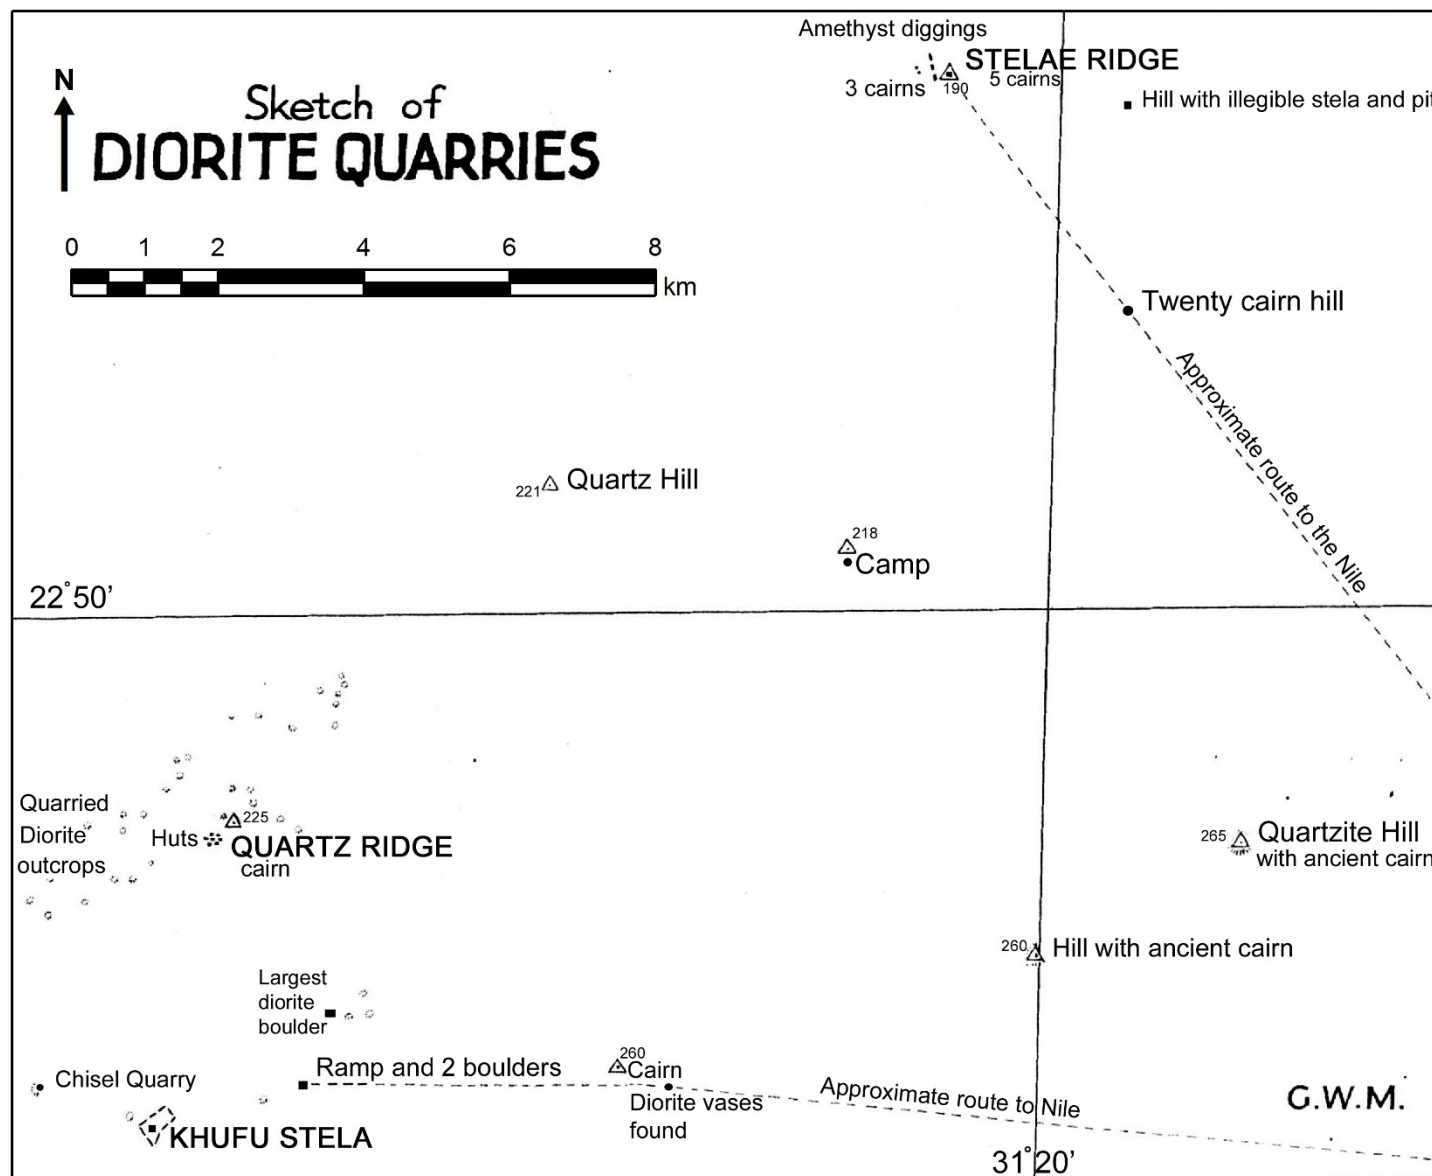 Amethyst diggings
STELAE RIDGE
3 cairns
190
5 cairns
Hill with illegible stela and pit
N
Sketch of
DIORITE QUARRIES
0 1 2 4 6 8
km
Twenty cairn hill
Approximate route to the Nile
221
Quartz Hill
218
Camp
22°50'
Quarried
Diorite
outcrops
Huts
225
QUARTZ RIDGE
cairn
265
Quartzite Hill
with ancient cairn
260
Hill with ancient cairn
Largest
diorite
boulder
Ramp and 2 boulders
260
Cairn
Diorite vases
found
Approximate route to Nile
Chisel Quarry
KHUFU STELA
G.W.M.
31°20'